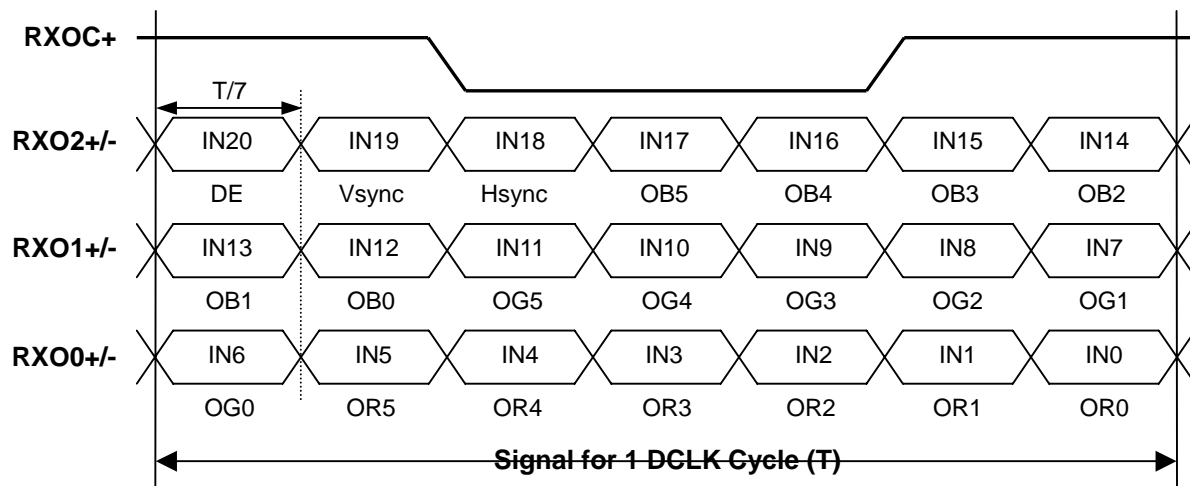 RXOC+
T/7
RXO2+/- IN20 IN19 IN18 IN17 IN16 IN15 IN14
DE Vsync Hsync OB5 OB4 OB3 OB2
RXO1+/- IN13 IN12 IN11 IN10 IN9 IN8 IN7
OB1 OB0 OG5 OG4 OG3 OG2 OG1
RXO0+/- IN6 IN5 IN4 IN3 IN2 IN1 IN0
OG0 OR5 OR4 OR3 OR2 OR1 OR0
Signal for 1 DCLK Cycle (T)